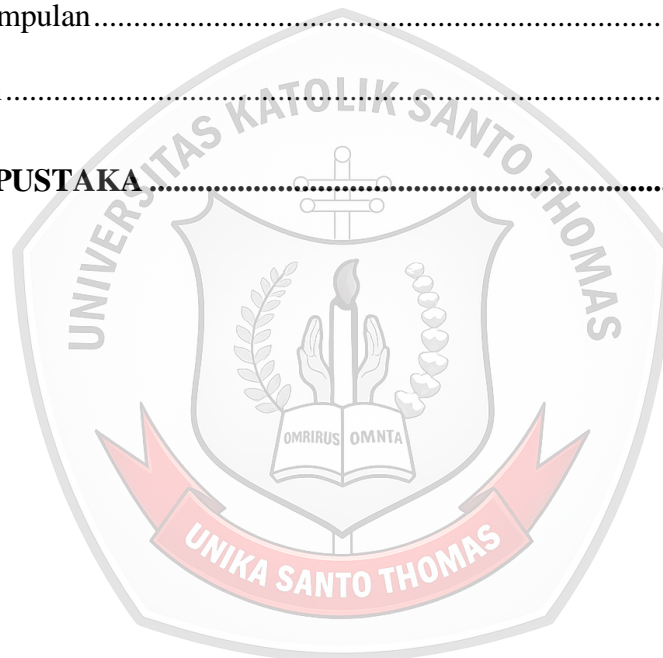 mpulan..............................................................................
..............................................................................
PUSTAKA ..............................................................................
UNIVERSITAS KATOLIK SANTO THOMAS
OMRIRUS OMNTA
UNIKA SANTO THOMAS